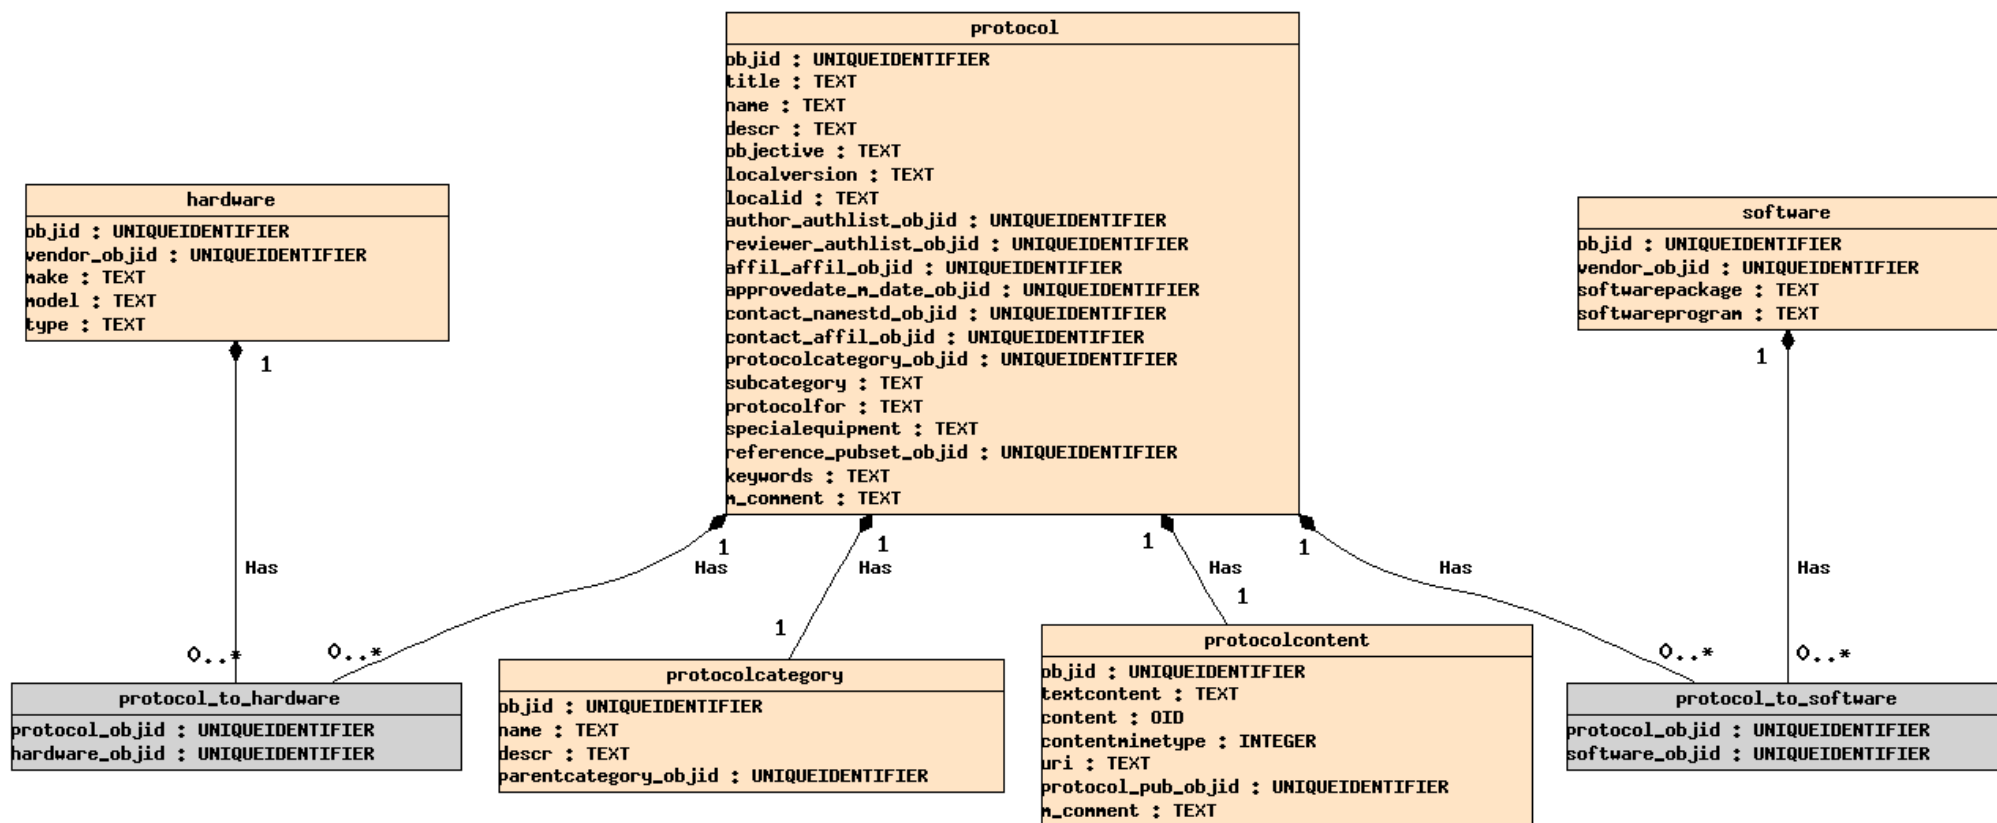 protocol
objid : UNIQUEIDENTIFIER
title : TEXT
name : TEXT
descr : TEXT
objective : TEXT
localversion : TEXT
localid : TEXT
author_authlist_objid : UNIQUEIDENTIFIER
reviewer_authlist_objid : UNIQUEIDENTIFIER
affil_affil_objid : UNIQUEIDENTIFIER
approvedate_m_date_objid : UNIQUEIDENTIFIER
contact_namestd_objid : UNIQUEIDENTIFIER
contact_affil_objid : UNIQUEIDENTIFIER
protocolcategory_objid : UNIQUEIDENTIFIER
subcategory : TEXT
protocolfor : TEXT
specialequipment : TEXT
reference_pubset_objid : UNIQUEIDENTIFIER
keywords : TEXT
m_comment : TEXT
hardware
objid : UNIQUEIDENTIFIER
vendor_objid : UNIQUEIDENTIFIER
make : TEXT
model : TEXT
type : TEXT
software
objid : UNIQUEIDENTIFIER
vendor_objid : UNIQUEIDENTIFIER
softwarepackage : TEXT
softwareprogram : TEXT
1
1
1
1
1
1
Has
Has
Has
Has
Has
Has
1
1
0..*
0..*
0..*
0..*
protocol_to_hardware
protocol_objid : UNIQUEIDENTIFIER
hardware_objid : UNIQUEIDENTIFIER
protocolcategory
objid : UNIQUEIDENTIFIER
name : TEXT
descr : TEXT
parentcategory_objid : UNIQUEIDENTIFIER
protocolcontent
objid : UNIQUEIDENTIFIER
textcontent : TEXT
content : OID
contentmimetype : INTEGER
uri : TEXT
protocol_pub_objid : UNIQUEIDENTIFIER
m_comment : TEXT
protocol_to_software
protocol_objid : UNIQUEIDENTIFIER
software_objid : UNIQUEIDENTIFIER